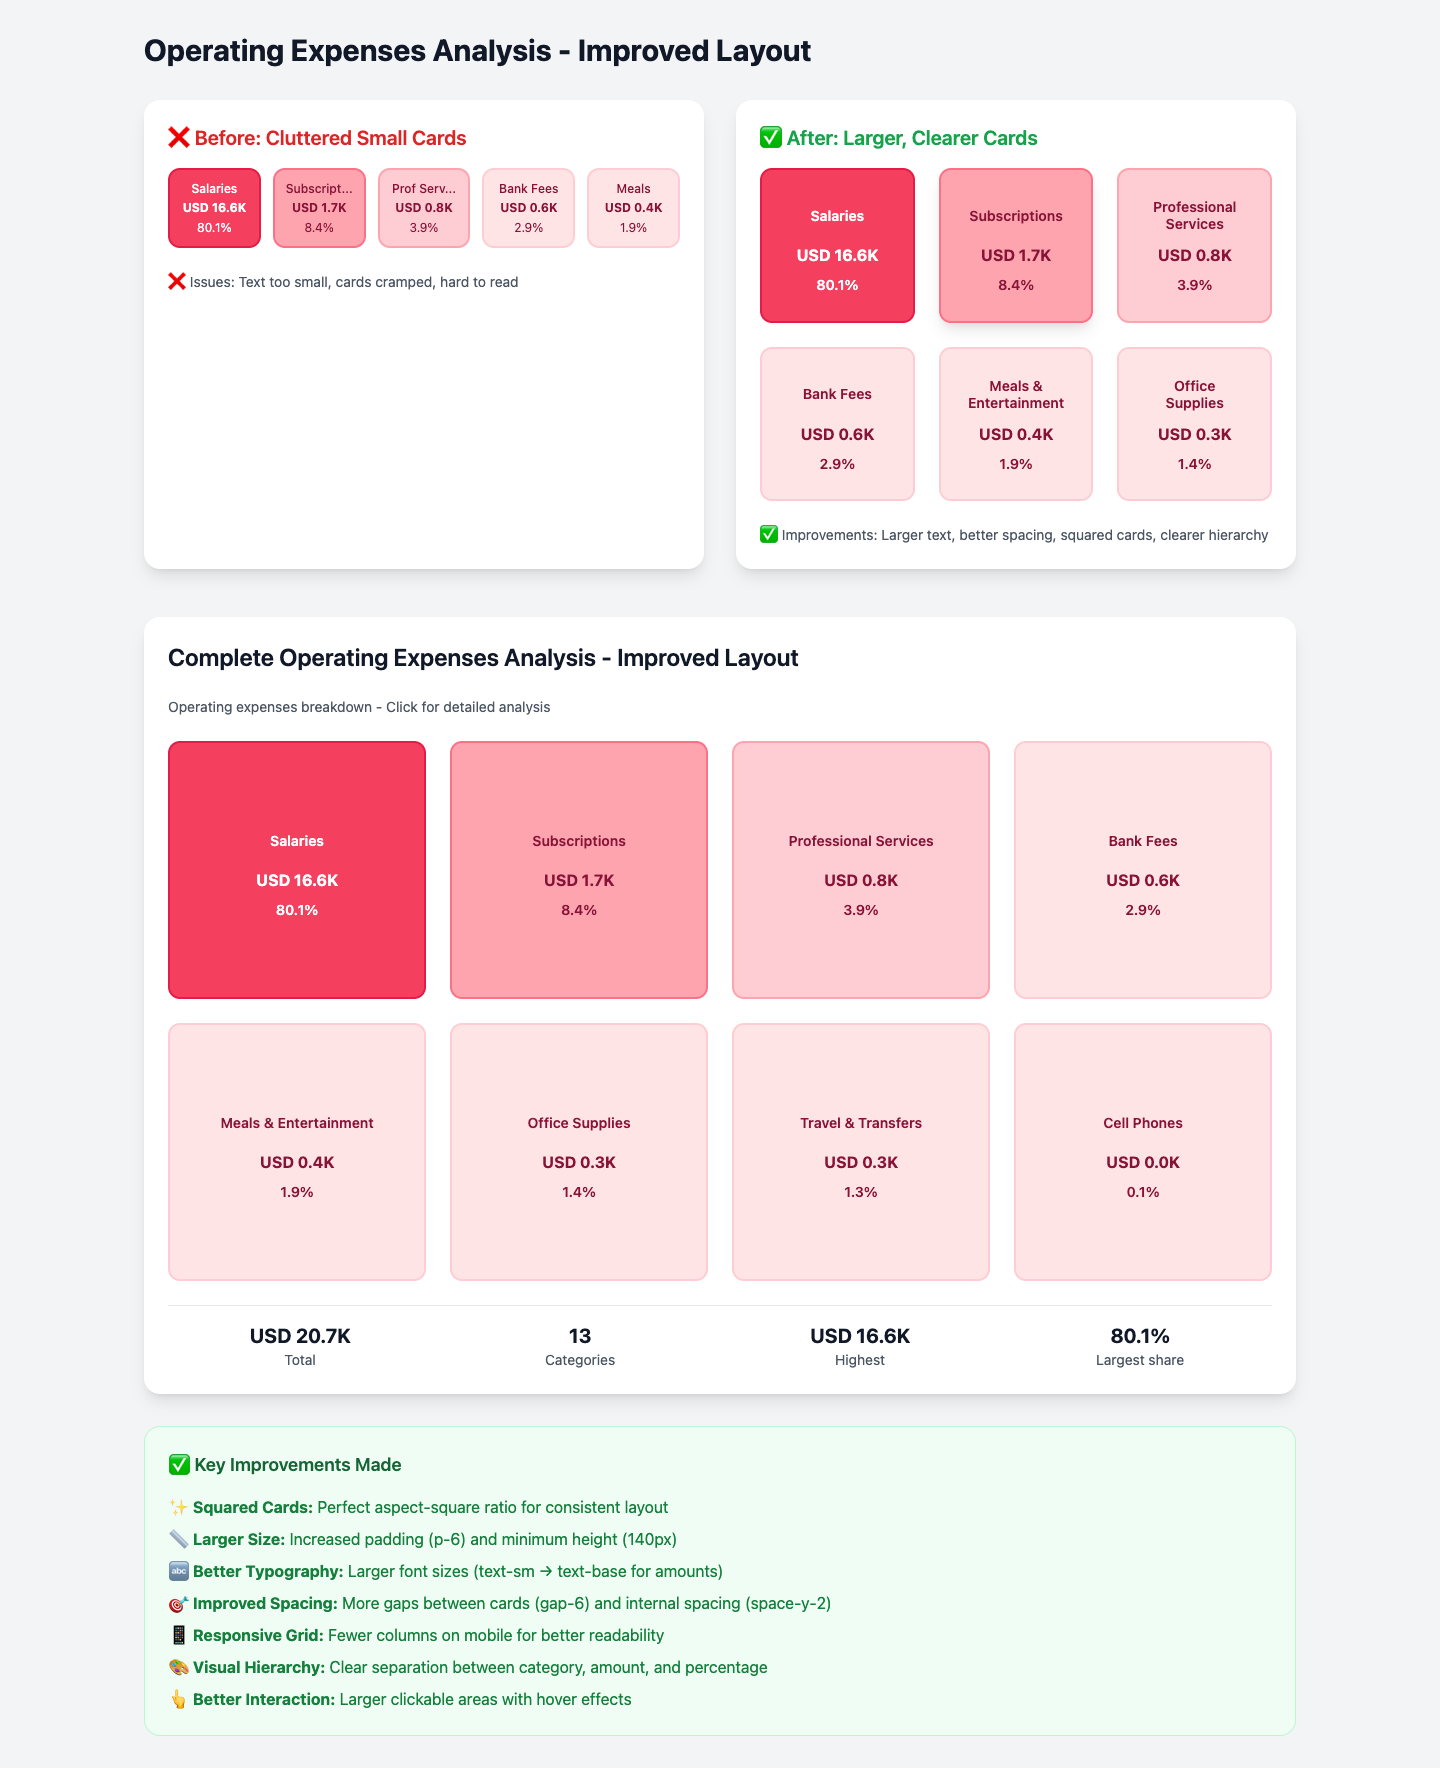 Operating Expenses Analysis - Improved Layout
❌ Before: Cluttered Small Cards
Salaries
USD 16.6K
80.1%
Subscript...
USD 1.7K
8.4%
Prof Serv...
USD 0.8K
3.9%
Bank Fees
USD 0.6K
2.9%
Meals
USD 0.4K
1.9%
❌ Issues: Text too small, cards cramped, hard to read
✅ After: Larger, Clearer Cards
Salaries
USD 16.6K
80.1%
Subscriptions
USD 1.7K
8.4%
Professional
Services
USD 0.8K
3.9%
Bank Fees
USD 0.6K
2.9%
Meals &
Entertainment
USD 0.4K
1.9%
Office
Supplies
USD 0.3K
1.4%
✅ Improvements: Larger text, better spacing, squared cards, clearer hierarchy
Complete Operating Expenses Analysis - Improved Layout
Operating expenses breakdown - Click for detailed analysis
Salaries
USD 16.6K
80.1%
Subscriptions
USD 1.7K
8.4%
Professional Services
USD 0.8K
3.9%
Bank Fees
USD 0.6K
2.9%
Meals & Entertainment
USD 0.4K
1.9%
Office Supplies
USD 0.3K
1.4%
Travel & Transfers
USD 0.3K
1.3%
Cell Phones
USD 0.0K
0.1%
USD 20.7K
Total
13
Categories
USD 16.6K
Highest
80.1%
Largest share
✅ Key Improvements Made
✨ Squared Cards: Perfect aspect-square ratio for consistent layout
📏 Larger Size: Increased padding (p-6) and minimum height (140px)
🔤 Better Typography: Larger font sizes (text-sm → text-base for amounts)
🎯 Improved Spacing: More gaps between cards (gap-6) and internal spacing (space-y-2)
📱 Responsive Grid: Fewer columns on mobile for better readability
🎨 Visual Hierarchy: Clear separation between category, amount, and percentage
👆 Better Interaction: Larger clickable areas with hover effects